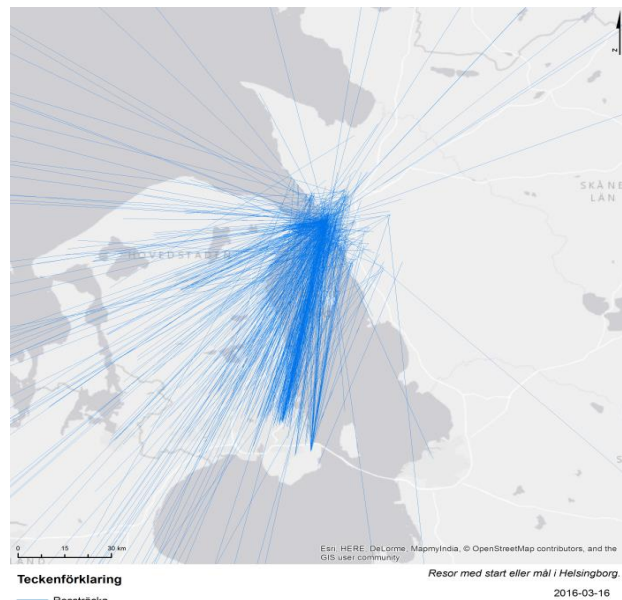 N
SKÅNE
LÄN
HOVEDSTADEN
0 15 30 km
Esri, HERE, DeLorme, MapmyIndia, © OpenStreetMap contributors, and the
GIS user community
Teckenförklaring
Resor med start eller mål i Helsingborg.
2016-03-16